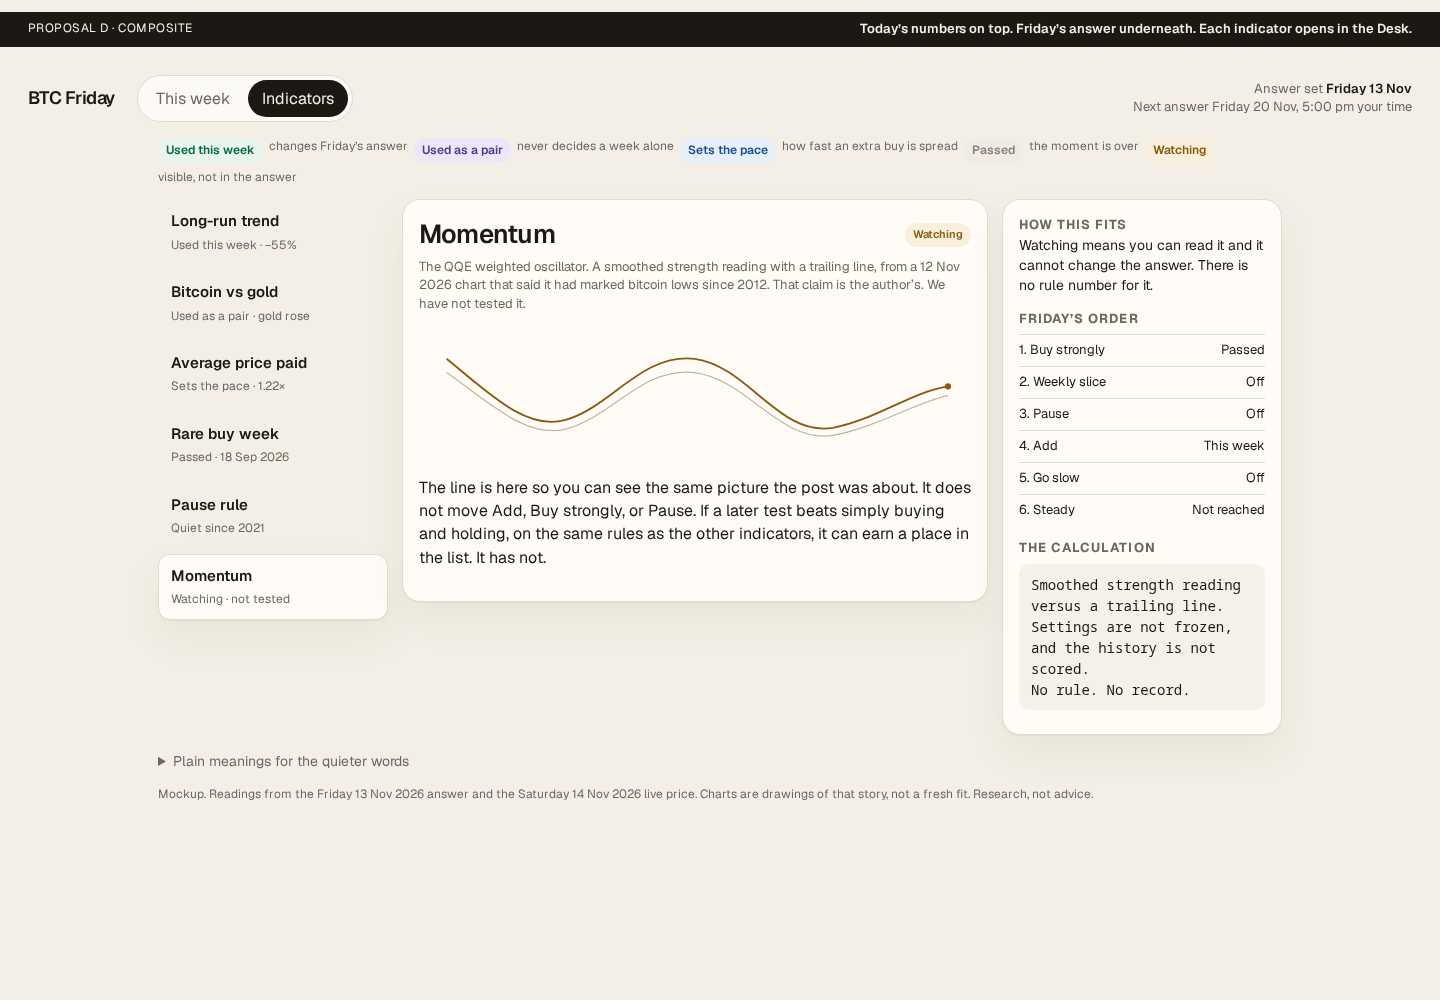 PROPOSAL D · COMPOSITE
Today’s numbers on top. Friday’s answer underneath. Each indicator opens in the Desk.
BTC Friday
This week
Indicators
Answer set Friday 13 Nov
Next answer Friday 20 Nov, 5:00 pm your time
Used this week changes Friday’s answer Used as a pair never decides a week alone Sets the pace how fast an extra buy is spread Passed the moment is over Watching
visible, not in the answer
Long-run trend
Used this week · −55%
Bitcoin vs gold
Used as a pair · gold rose
Average price paid
Sets the pace · 1.22×
Rare buy week
Passed · 18 Sep 2026
Pause rule
Quiet since 2021
Momentum
Watching · not tested
Momentum
Watching
The QQE weighted oscillator. A smoothed strength reading with a trailing line, from a 12 Nov
2026 chart that said it had marked bitcoin lows since 2012. That claim is the author’s. We
have not tested it.
The line is here so you can see the same picture the post was about. It does
not move Add, Buy strongly, or Pause. If a later test beats simply buying
and holding, on the same rules as the other indicators, it can earn a place in
the list. It has not.
HOW THIS FITS
Watching means you can read it and it
cannot change the answer. There is
no rule number for it.
FRIDAY’S ORDER
1. Buy strongly Passed
2. Weekly slice Off
3. Pause Off
4. Add This week
5. Go slow Off
6. Steady Not reached
THE CALCULATION
Smoothed strength reading
versus a trailing line.
Settings are not frozen,
and the history is not
scored.
No rule. No record.
Plain meanings for the quieter words
Mockup. Readings from the Friday 13 Nov 2026 answer and the Saturday 14 Nov 2026 live price. Charts are drawings of that story, not a fresh fit. Research, not advice.